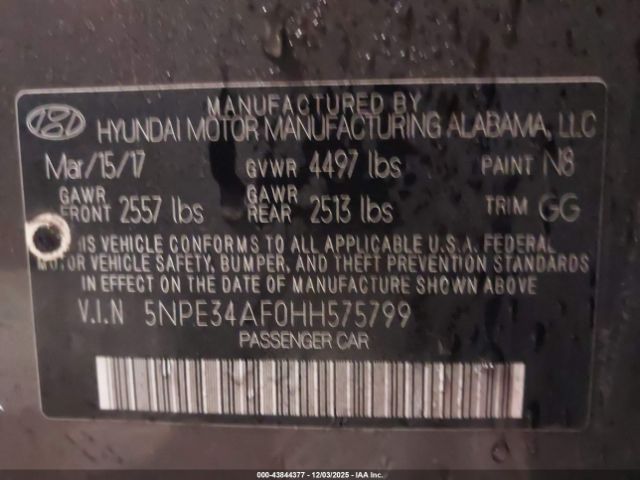 MANUFACTURED BY
HYUNDAI MOTOR MANUFACTURING ALABAMA, LLC
Mar/15/17 GVWR 4497 lbs PAINT N8
GAWR FRONT 2557 lbs GAWR REAR 2513 lbs TRIM GG
IS VEHICLE CONFORMS TO ALL APPLICABLE U.S.A. FEDERAL
MOTOR VEHICLE SAFETY, BUMPER, AND THEFT PREVENTION STANDARDS
IN EFFECT ON THE DATE OF MANUFACTURE SHOWN ABOVE.
V.I.N 5NPE34AF0HH575799
PASSENGER CAR
000-43844377 • 12/03/2025 • IAA Inc.